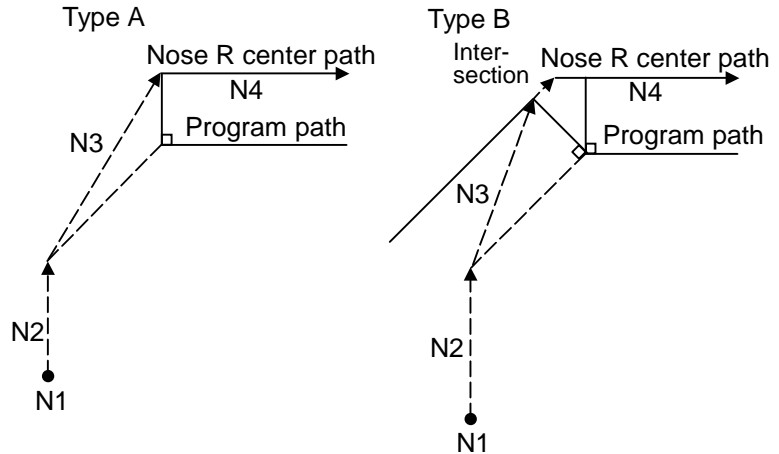 Type A
Nose R center path
N4
N3
Program path
N2
N1
Type B
Inter-
section
Nose R center path
N4
Program path
N3
N2
N1